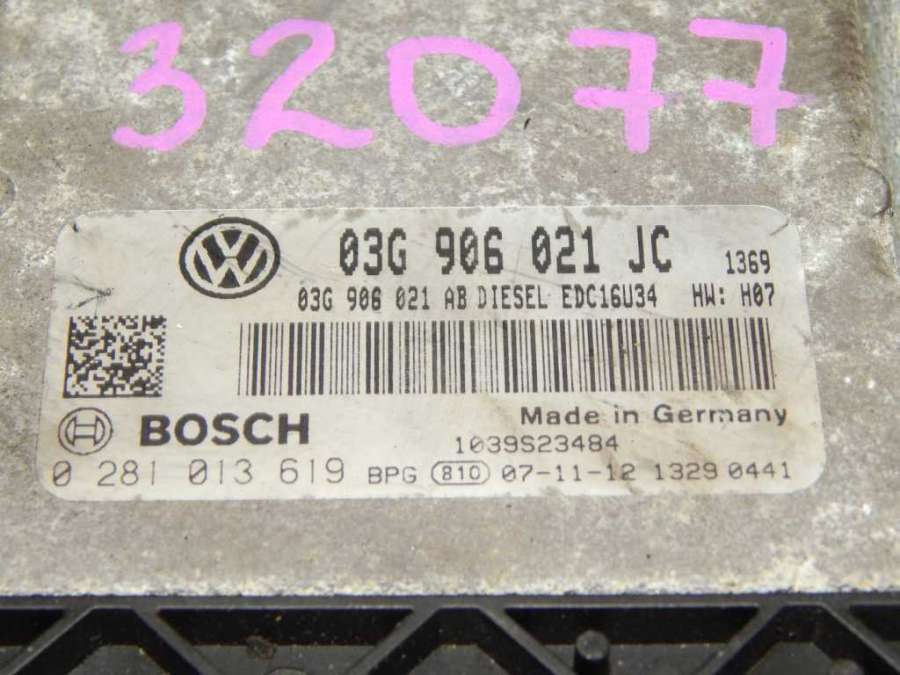 32077
03G 906 021 JC 1369
03G 906 021 AB DIESEL EDC16U34 HW: H07
BOSCH Made in Germany
1039S23484
0 281 013 619 BPG 810 07-11-12 1329 0441